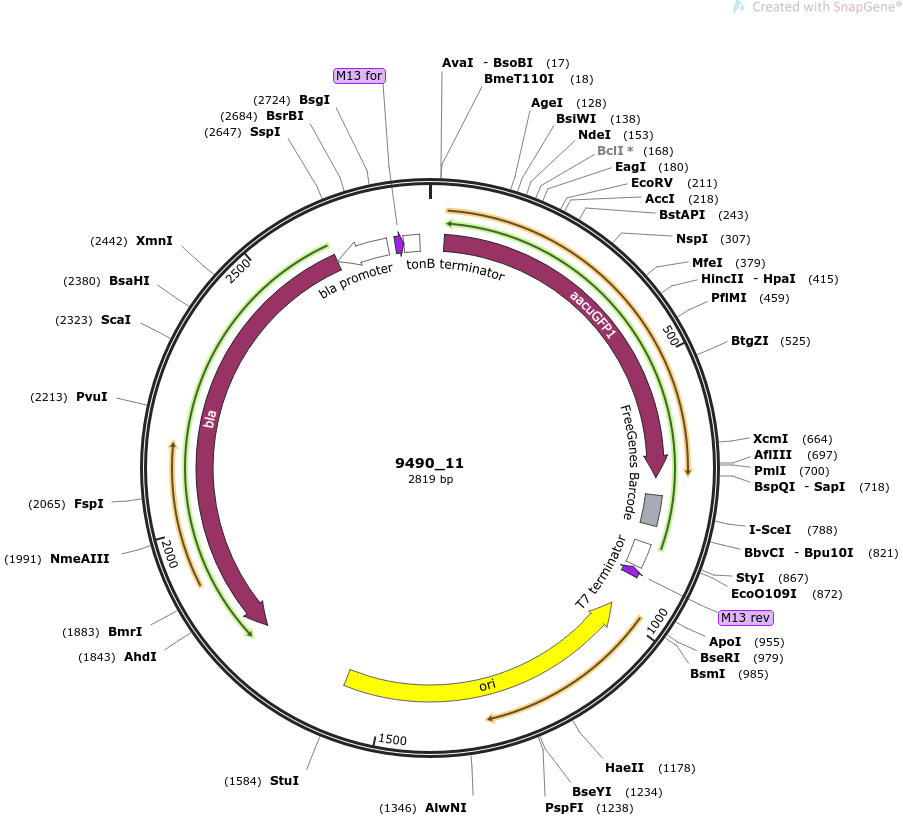 Created with SnapGene®
M13 for
AvaI - BsoBI (17)
BmeT110I (18)
AgeI (128)
BsiWI (138)
NdeI (153)
BclI * (168)
EagI (180)
EcoRV (211)
AccI (218)
BstAPI (243)
NspI (307)
MfeI (379)
HincII - HpaI (415)
PflMI (459)
BtgZI (525)
XcmI (664)
AflIII (697)
PmlI (700)
BspQI - SapI (718)
I-SceI (788)
BbvCI - Bpu10I (821)
StyI (867)
EcoO109I (872)
M13 rev
ApoI (955)
BseRI (979)
BsmI (985)
HaeII (1178)
BseYI (1234)
PspFI (1238)
(1346) AlwNI
(1584) StuI
(1843) AhdI
(1883) BmrI
(1991) NmeAIII
(2065) FspI
(2213) PvuI
(2323) ScaI
(2380) BsaHI
(2442) XmnI
(2647) SspI
(2684) BsrBI
(2724) BsgI
500
1000
1500
2000
2500
tonB terminator
aacuGFP1
FreeGenes Barcode
T7 terminator
ori
bla
bla promoter
9490_11
2819 bp